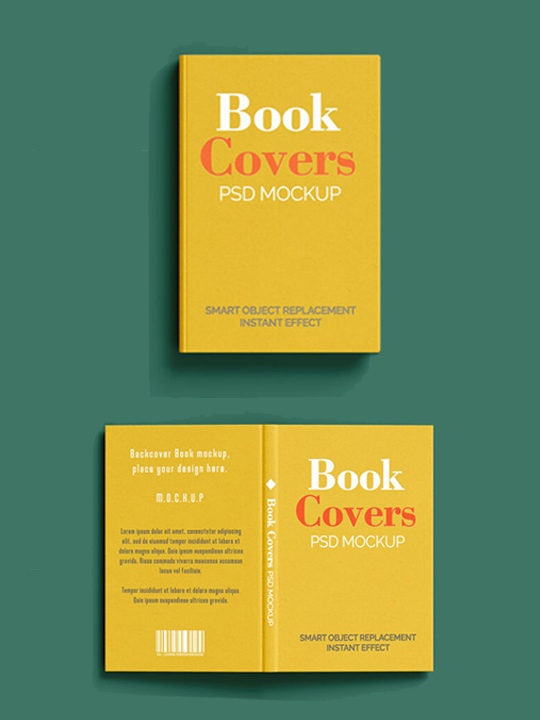 Book
Covers
PSD MOCKUP
SMART OBJECT REPLACEMENT
INSTANT EFFECT
Backcover Book mockup,
place your design here.
M.O.C.K.U.P
Lorem ipsum dolor sit amet, consectetur adipiscing
elit, sed do eiusmod tempor incididunt ut labore et
dolore magna aliqua. Quis ipsum suspendisse ultrices
gravida. Risus commodo viverra maecenas accumsan
lacus vel facilisis.
Tempor incididunt ut labore et dolore magna aliqua.
Quis ipsum suspendisse ultrices gravida.
Book Covers PSD MOCKUP
Book
Covers
PSD MOCKUP
SMART OBJECT REPLACEMENT
INSTANT EFFECT